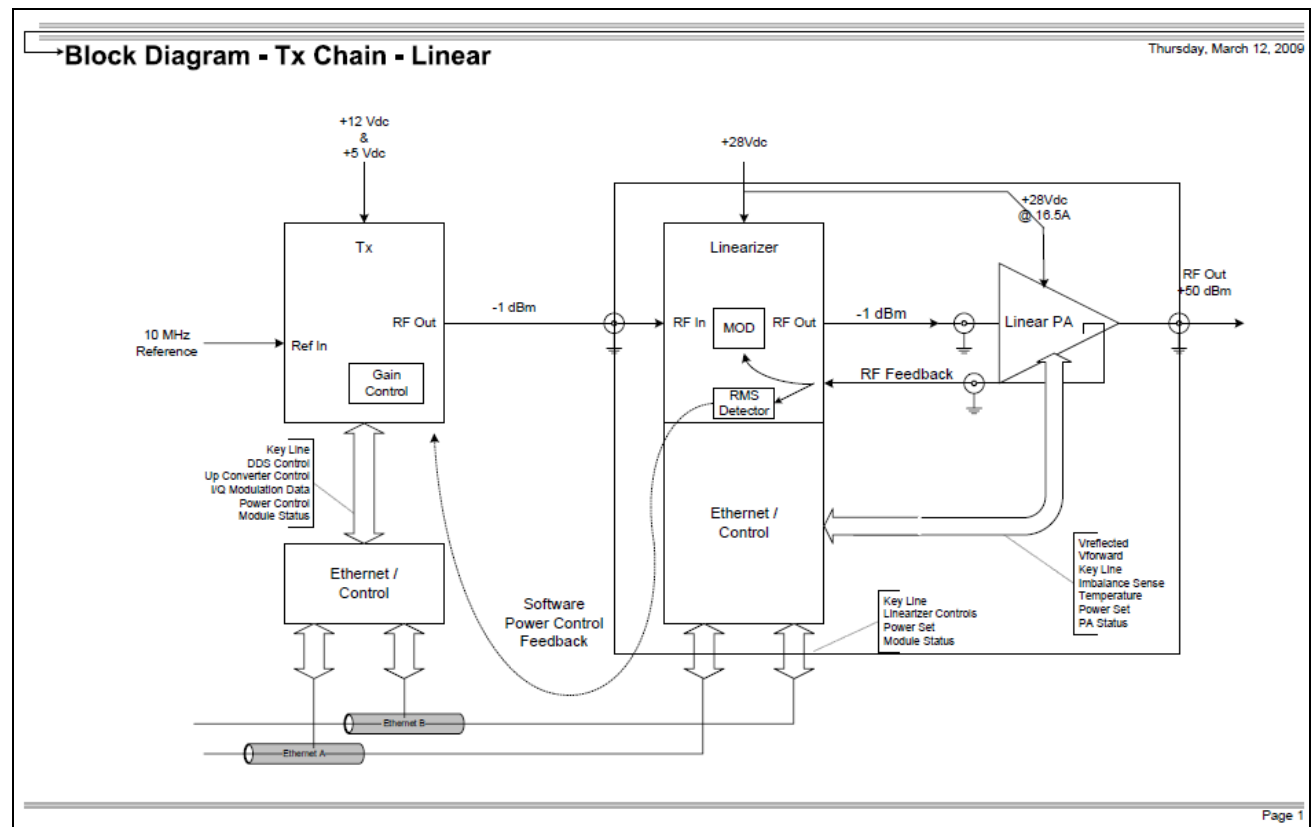 Block Diagram - Tx Chain - Linear
Thursday, March 12, 2009
+12 Vdc
&
+5 Vdc
+28Vdc
+28Vdc
@ 16.5A
Tx
Linearizer
RF Out
+50 dBm
-1 dBm
-1 dBm
RF Out
RF In
MOD
RF Out
Linear PA
10 MHz
Reference
Ref In
Gain
Control
RF Feedback
RMS
Detector
Key Line
DDS Control
Up Converter Control
I/Q Modulation Data
Power Control
Module Status
Ethernet /
Control
Ethernet /
Control
Vreflected
Vforward
Key Line
Imbalance Sense
Temperature
Power Set
PA Status
Software
Power Control
Feedback
Key Line
Linearizer Controls
Power Set
Module Status
Ethernet B
Ethernet A
Page 1